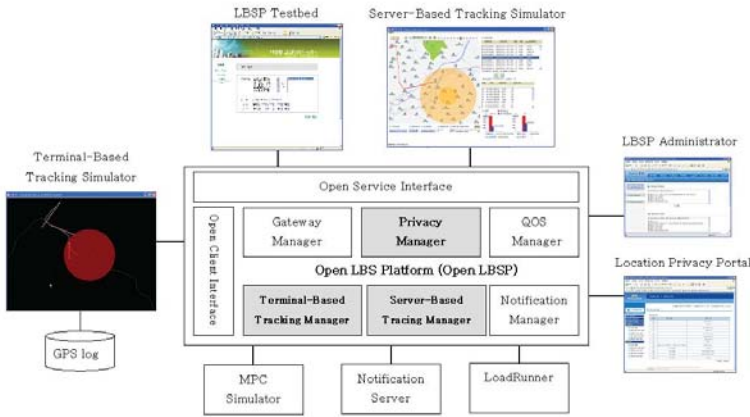 LBSP Testbed
Server-Based Tracking Simulator
Terminal-Based
Tracking Simulator
LBSP Administrator
Open Service Interface
Open Client Interface
Gateway
Manager
Privacy
Manager
QOS
Manager
Open LBS Platform (Open LBSP)
Location Privacy Portal
Terminal-Based
Tracking Manager
Server-Based
Tracing Manager
Notification
Manager
GPS log
MPC
Simulator
Notification
Server
LoadRunner